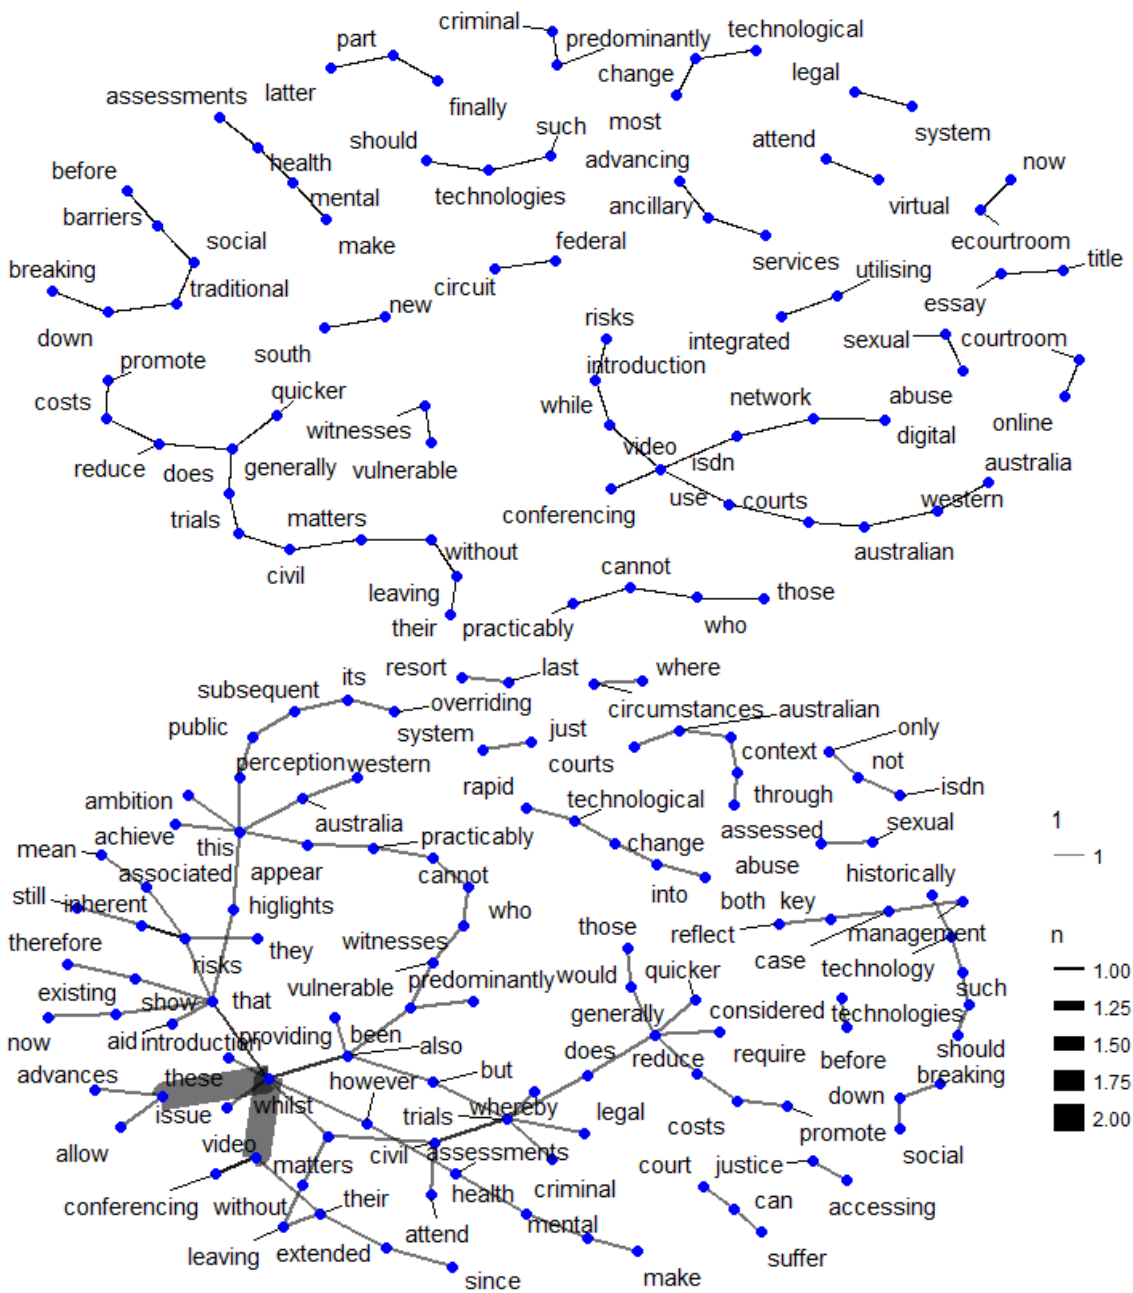 criminal
part
predominantly
technological
change
legal
assessments
latter
finally
most
system
should
such
attend
health
advancing
now
before
technologies
mental
ancillary
virtual
barriers
make
social
federal
ecourtroom
services
utilising
title
breaking
traditional
circuit
essay
new
risks
integrated
down
south
sexual
courtroom
promote
introduction
quicker
abuse
costs
while
network
witnesses
digital
online
video
isdn
reduce
does
generally
vulnerable
australia
use
courts
western
conferencing
trials
matters
without
australian
civil
cannot
leaving
those
their
practicably
who
resort
last
where
its
subsequent
overriding
circumstances
australian
public
system
just
only
courts
context
not
perception
western
rapid
isdn
ambition
technological
through
australia
practicably
sexual
achieve
this
change
assessed
mean
abuse
associated
appear
cannot
historically
into
both
key
still
inherent
higlights
who
those
reflect
management
therefore
witnesses
case
technology
risks
they
would
quicker
vulnerable
predominantly
such
existing
show
that
generally
considered
technologies
now
aid
introduction
providing
been
also
should
does
reduce
require
before
advances
these
however
but
breaking
issue
whilst
trials
whereby
legal
down
video
costs
promote
allow
matters
civil
assessments
social
court
justice
conferencing
without
their
health
criminal
can
accessing
attend
mental
leaving
extended
suffer
since
make
1
1
n
1.00
1.25
1.50
1.75
2.00